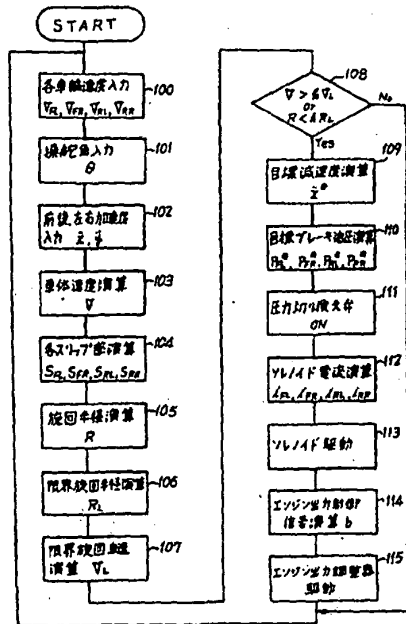 START
各車輪速度入力
V_FL, V_FR, V_RL, V_RR
100
操舵角入力
θ
101
前後,左右加速度
入力 ẍ, ÿ
102
車体速度演算
V
103
各スリップ率演算
S_FL, S_FR, S_RL, S_RR
104
旋回半径演算
R
105
限界旋回半径演算
R_L
106
限界旋回車速
演算 V_L
107
108
or
No
Yes
目標減速度演算
ẍ*
109
目標ブレーキ液圧演算
P_FL*, P_FR*, P_RL*, P_RR*
110
圧力
ON
111
ソレノイド電流演算
i_FL, i_FR, i_RL, i_RR
112
ソレノイド駆動
113
エンジン出力制御
信号演算 b
114
エンジン出力調整器
駆動
115